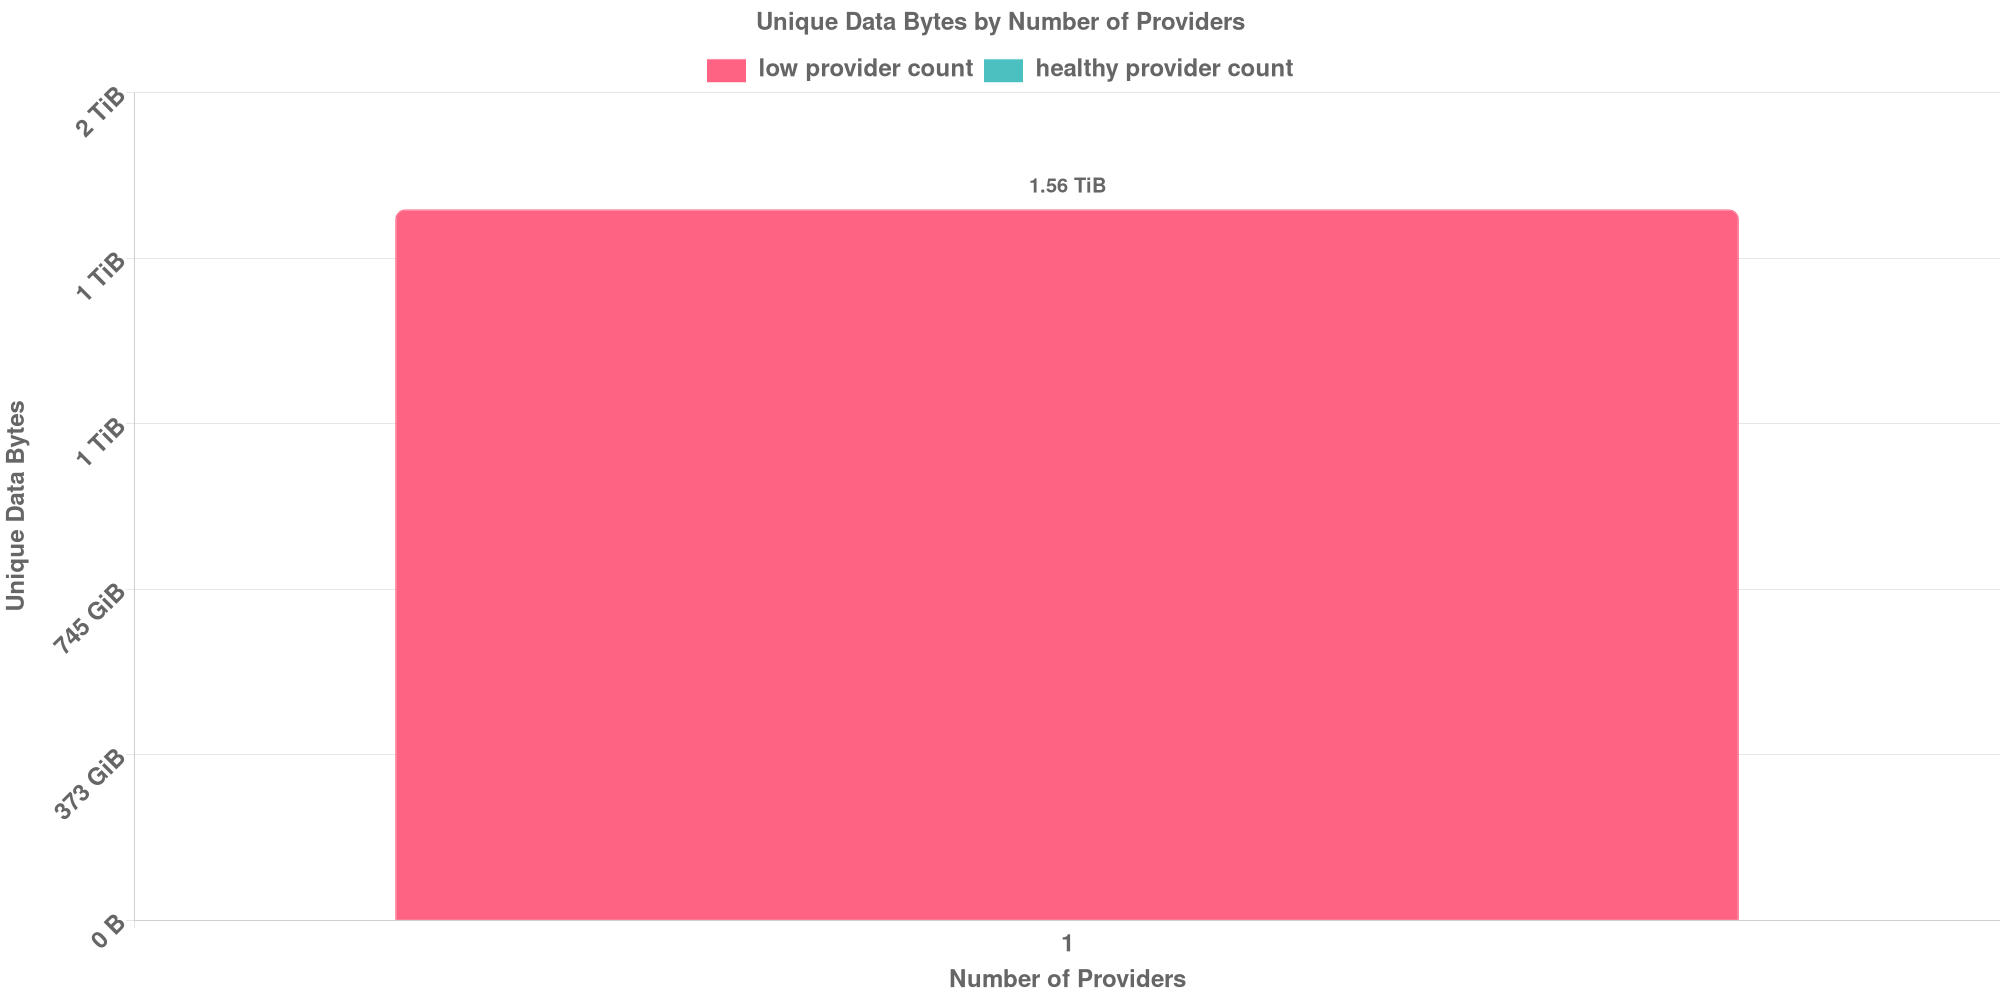 Unique Data Bytes by Number of Providers
low provider count
healthy provider count
2 TiB
1 TiB
1 TiB
745 GiB
373 GiB
0 B
Unique Data Bytes
1.56 TiB
1
Number of Providers